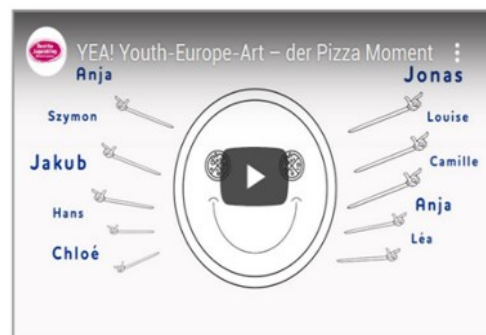 YEA! Youth-Europe-Art – der Pizza Moment
Anja
Jonas
Szymon
Louise
Jakub
Camille
Hans
Anja
Chloé
Léa